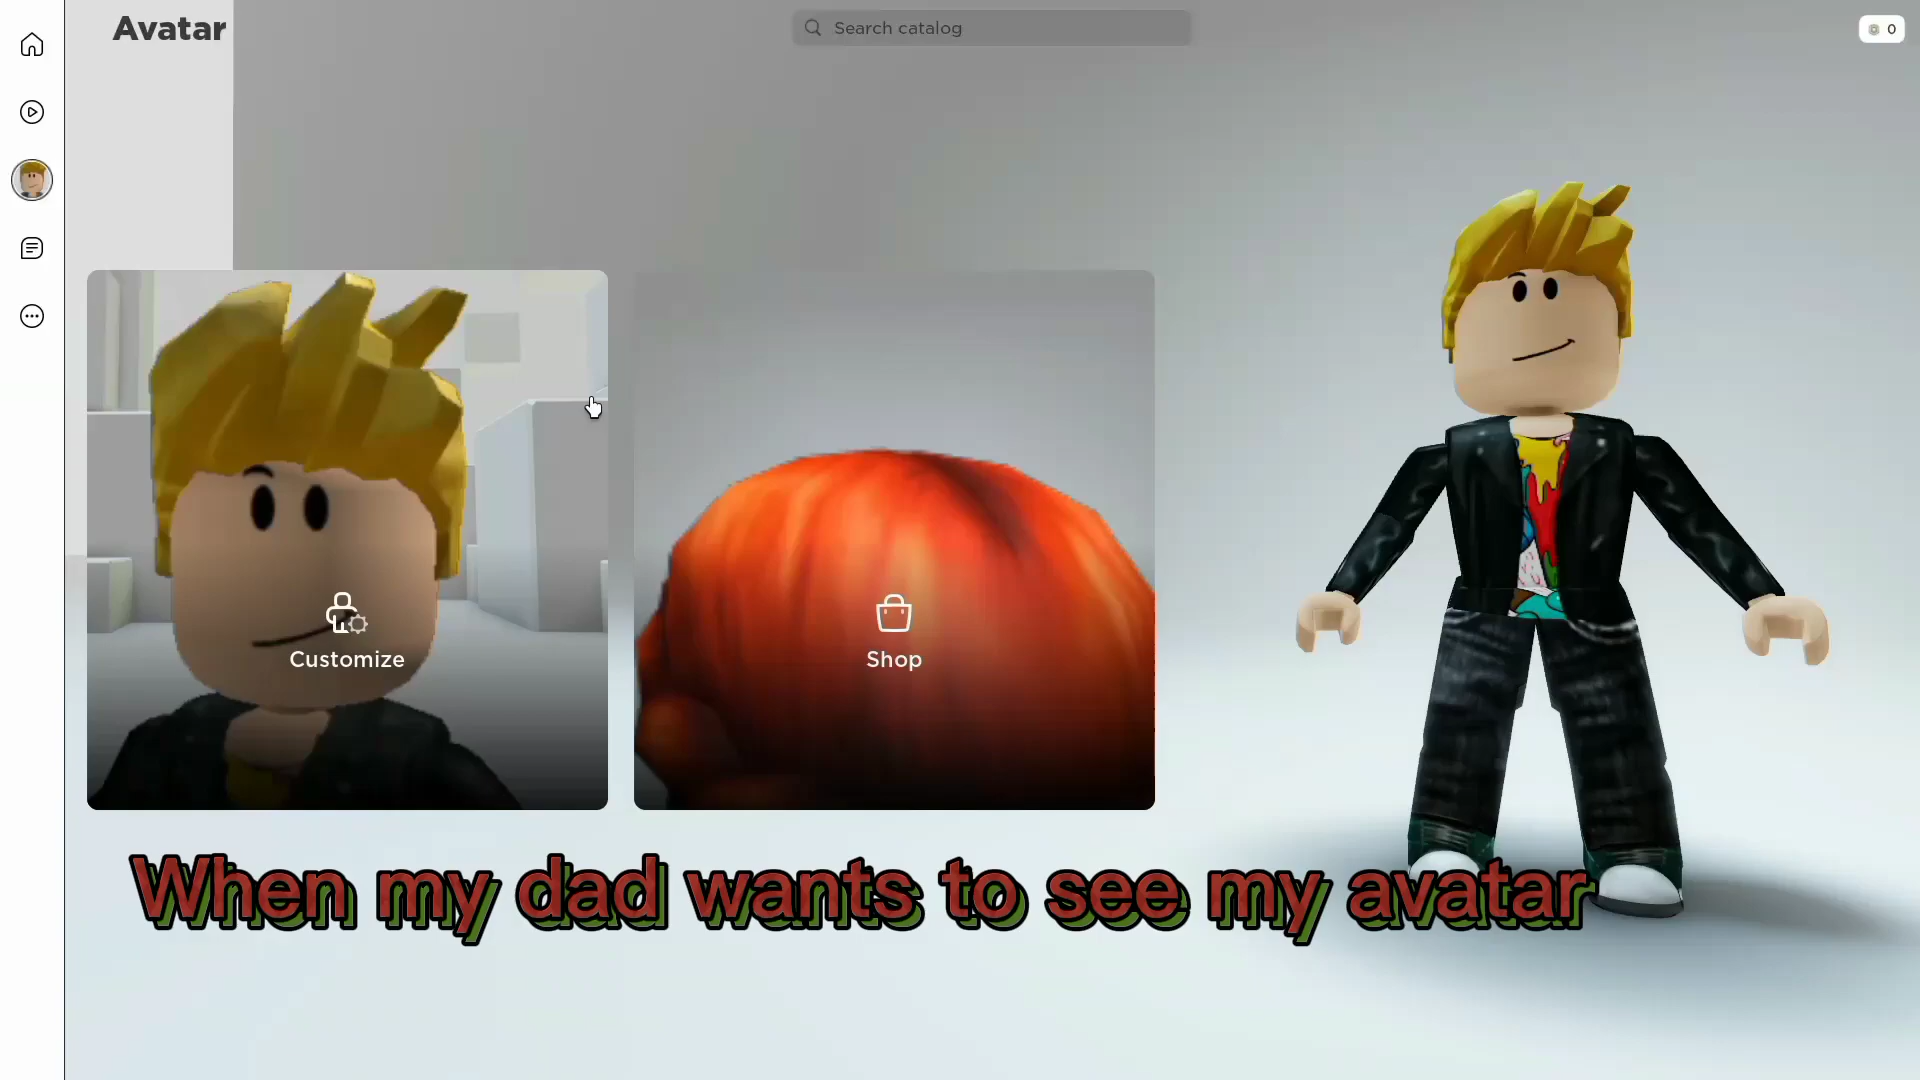 Avatar
Search catalog
0
Customize
Shop
When my dad wants to see my avatar